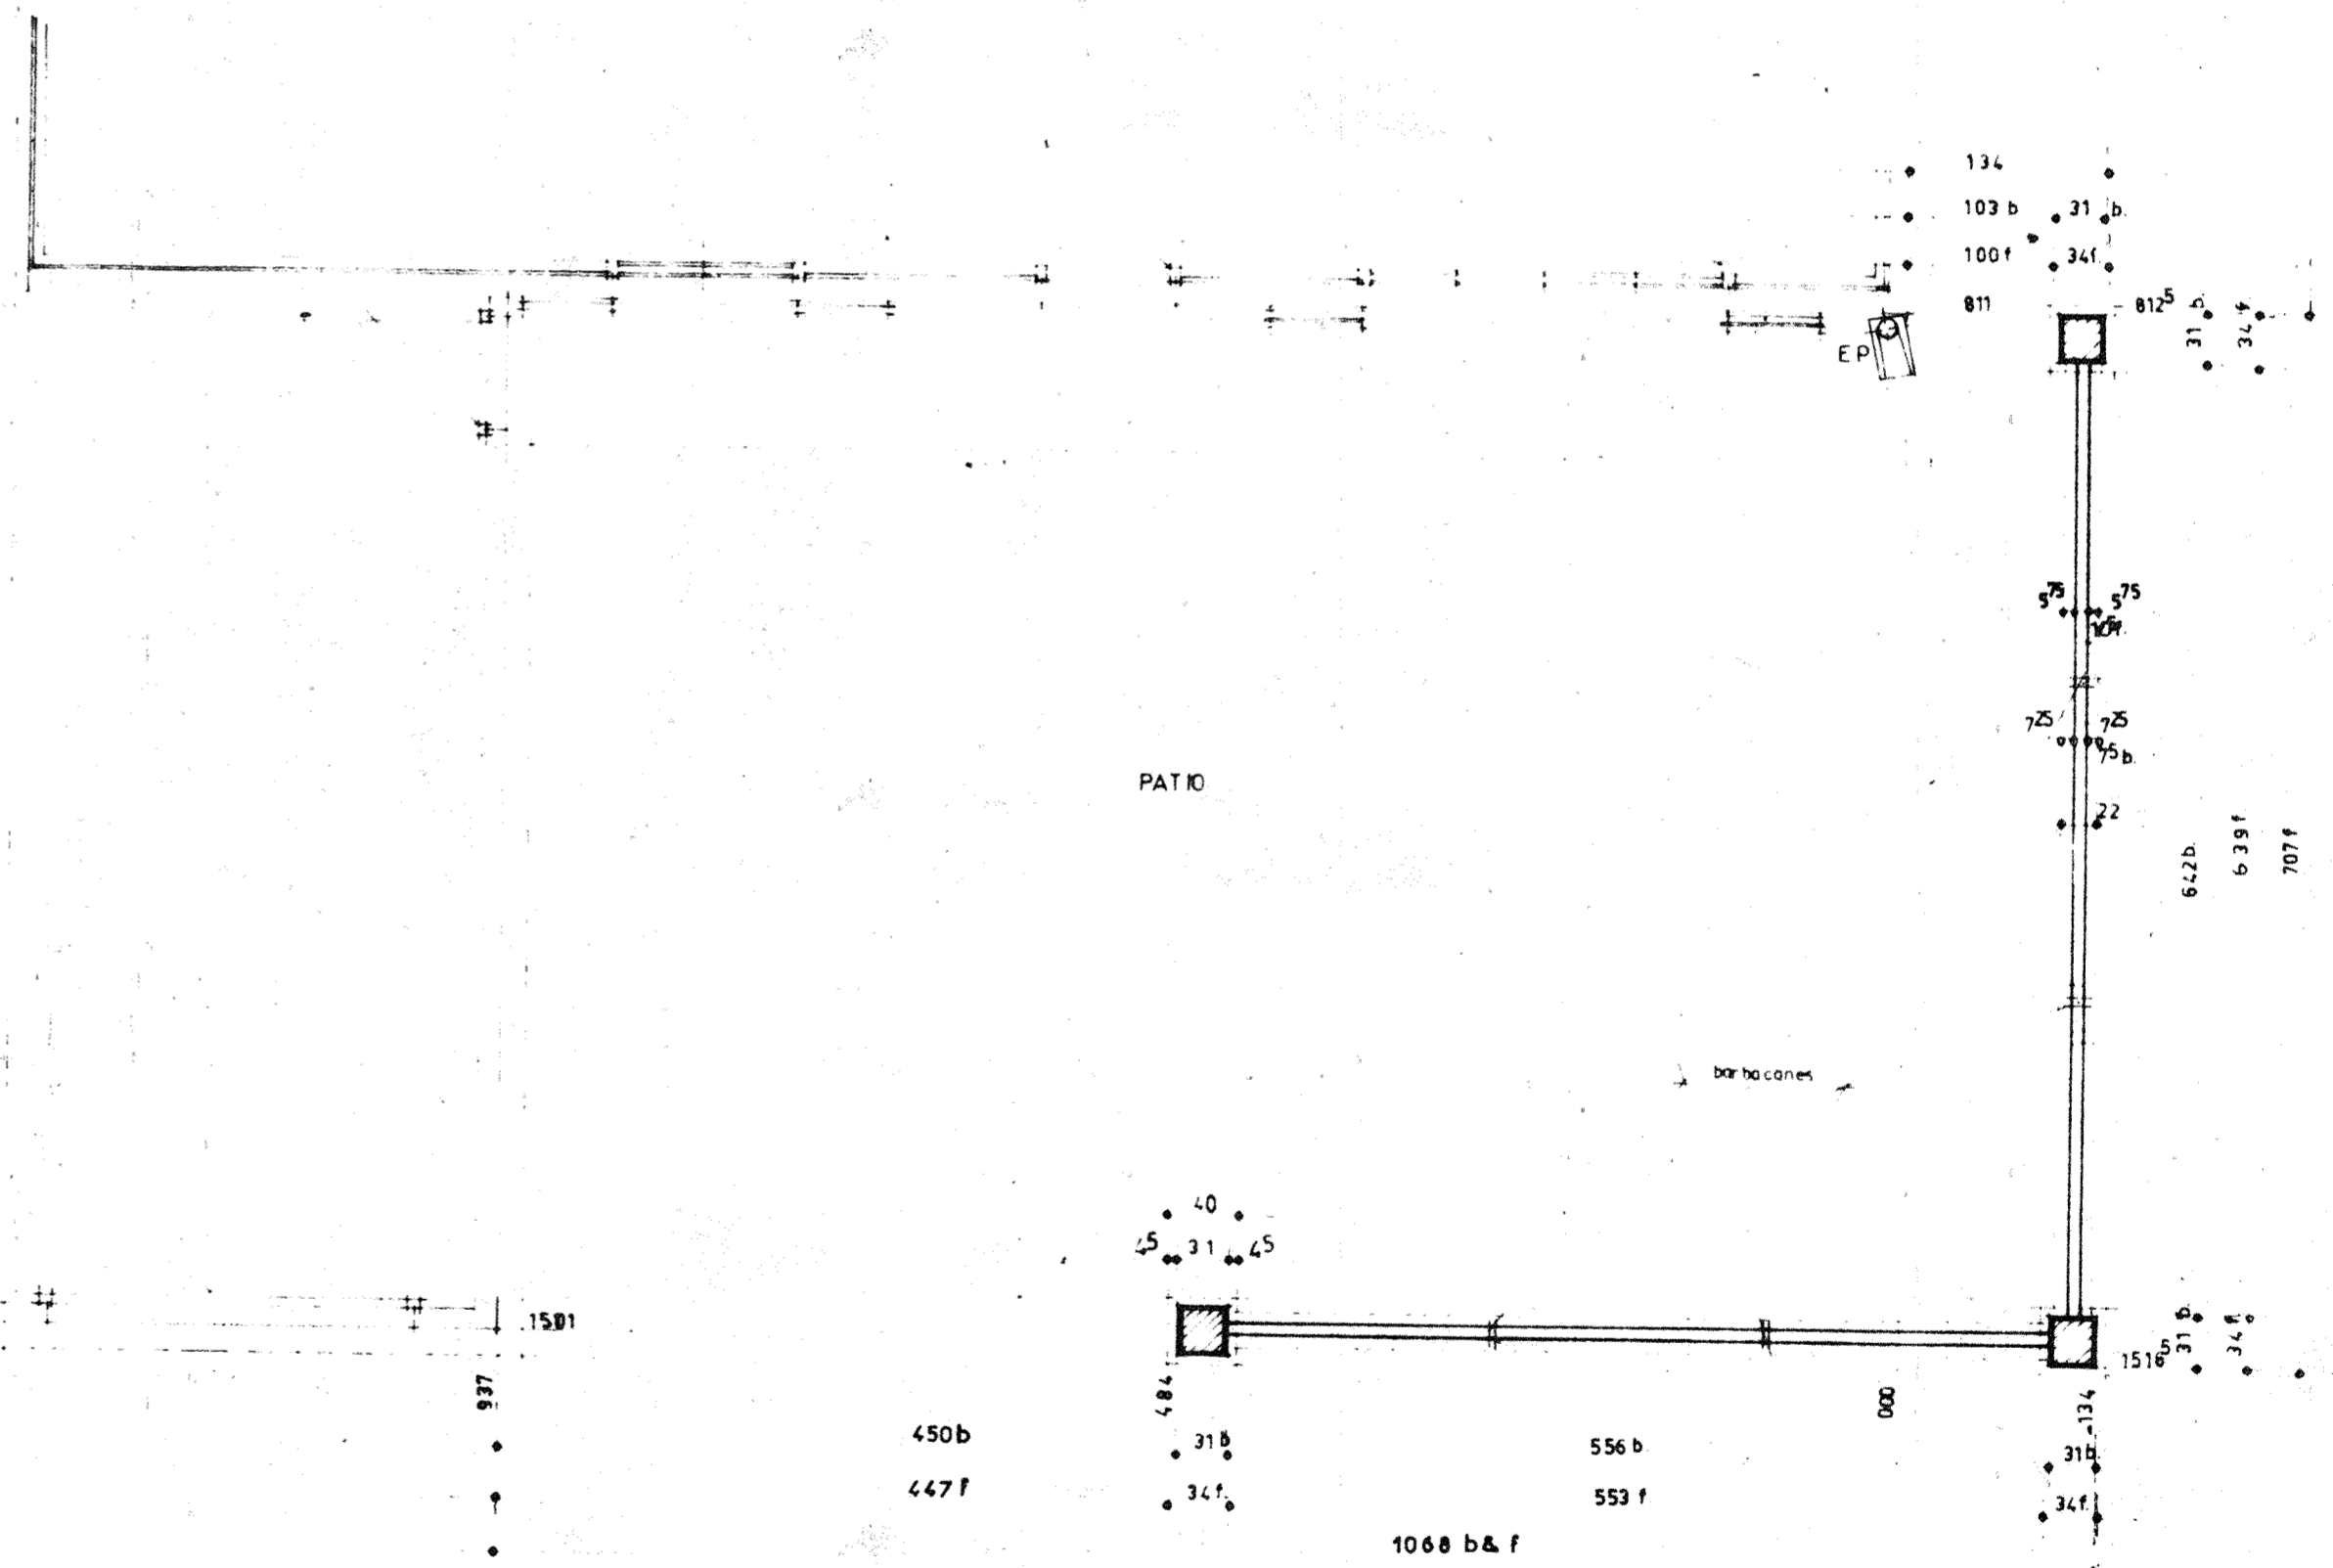 134
103 b
31 b.
100 f
34f.
811
812⁵
31 b.
34 f
EP
5⁷⁵
5⁷⁵
7²⁵
7²⁵
7⁵ b.
PATIO
22
642 b.
639 f
707 f
barbacanes
40
4⁵
31
4⁵
1501
31 b.
34 f.
1516⁵
937
484
000
-134
450b
31 b
556 b.
31 b.
447 f
34 f.
553 f
34f.
1068 b & f